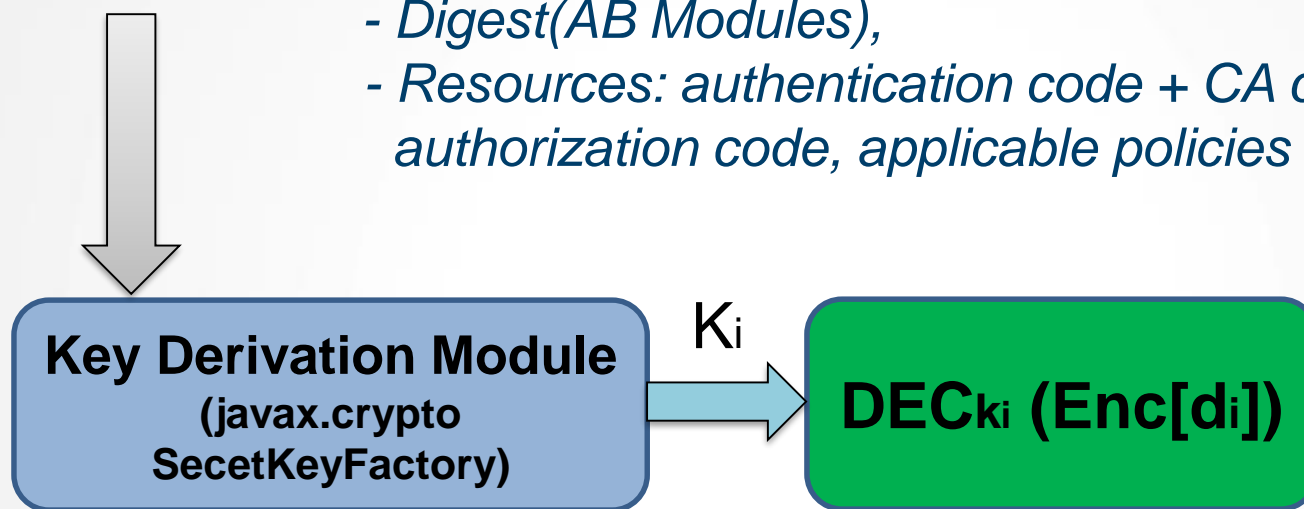 - Digest(AB Modules),
- Resources: authentication code + CA
authorization code, applicable policies
Ki
Key Derivation Module
(javax.crypto
SecetKeyFactory)
DECki (Enc[di])